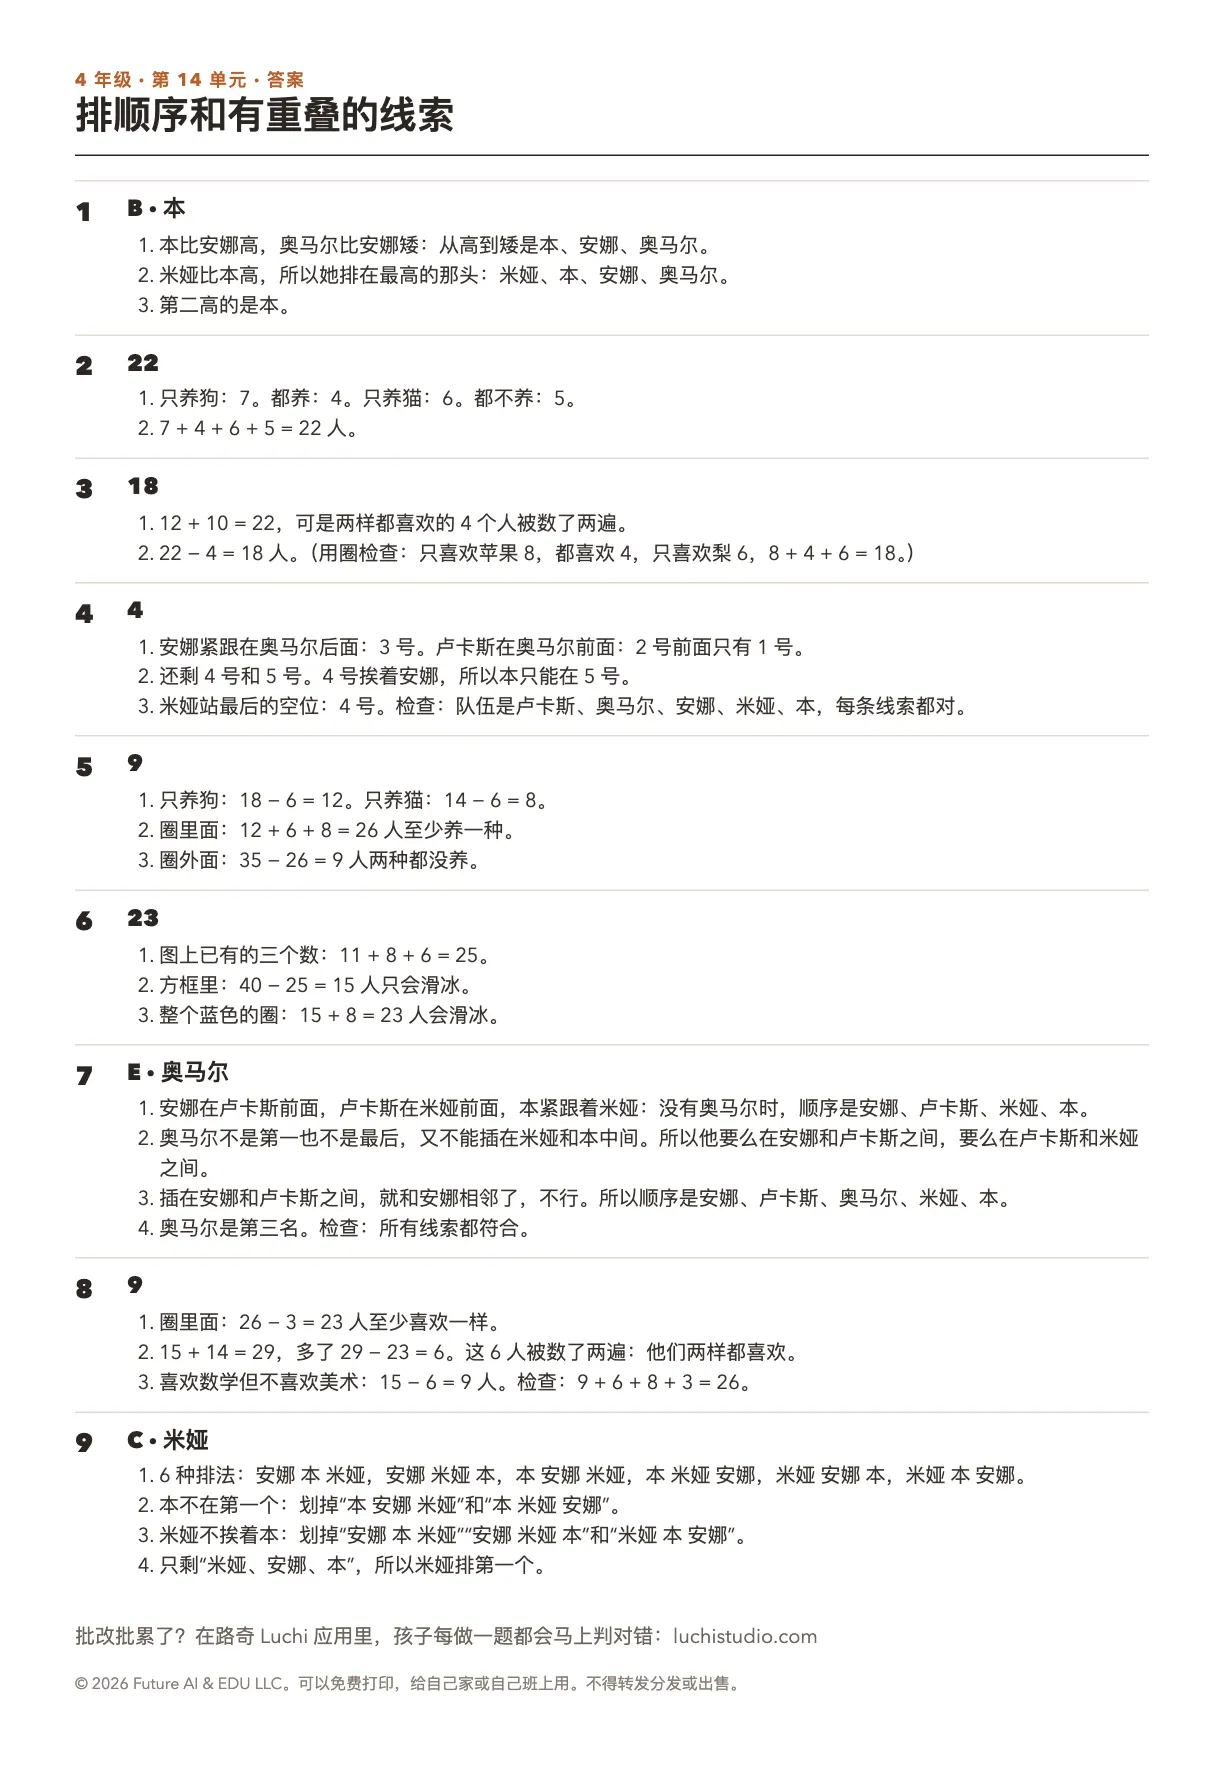 4 年级 · 第 14 单元 · 答案
排顺序和有重叠的线索
1 B • 本
1. 本比安娜高，奥马尔比安娜矮：从高到矮是本、安娜、奥马尔。
2. 米娅比本高，所以她排在最高的那头：米娅、本、安娜、奥马尔。
3. 第二高的是本。
2 22
1. 只养狗：7。都养：4。只养猫：6。都不养：5。
2. 7 + 4 + 6 + 5 = 22 人。
3 18
1. 12 + 10 = 22，可是两样都喜欢的 4 个人被数了两遍。
2. 22 − 4 = 18 人。（用圈检查：只喜欢苹果 8，都喜欢 4，只喜欢梨 6，8 + 4 + 6 = 18。）
4 4
1. 安娜紧跟在奥马尔后面：3 号。卢卡斯在奥马尔前面：2 号前面只有 1 号。
2. 还剩 4 号和 5 号。4 号挨着安娜，所以本只能在 5 号。
3. 米娅站最后的空位：4 号。检查：队伍是卢卡斯、奥马尔、安娜、米娅、本，每条线索都对。
5 9
1. 只养狗：18 − 6 = 12。只养猫：14 − 6 = 8。
2. 圈里面：12 + 6 + 8 = 26 人至少养一种。
3. 圈外面：35 − 26 = 9 人两种都没养。
6 23
1. 图上已有的三个数：11 + 8 + 6 = 25。
2. 方框里：40 − 25 = 15 人只会滑冰。
3. 整个蓝色的圈：15 + 8 = 23 人会滑冰。
7 E • 奥马尔
1. 安娜在卢卡斯前面，卢卡斯在米娅前面，本紧跟着米娅：没有奥马尔时，顺序是安娜、卢卡斯、米娅、本。
2. 奥马尔不是第一也不是最后，又不能插在米娅和本中间。所以他要么在安娜和卢卡斯之间，要么在卢卡斯和米娅
之间。
3. 插在安娜和卢卡斯之间，就和安娜相邻了，不行。所以顺序是安娜、卢卡斯、奥马尔、米娅、本。
4. 奥马尔是第三名。检查：所有线索都符合。
8 9
1. 圈里面：26 − 3 = 23 人至少喜欢一样。
2. 15 + 14 = 29，多了 29 − 23 = 6。这 6 人被数了两遍：他们两样都喜欢。
3. 喜欢数学但不喜欢美术：15 − 6 = 9 人。检查：9 + 6 + 8 + 3 = 26。
9 C • 米娅
1. 6 种排法：安娜 本 米娅，安娜 米娅 本，本 安娜 米娅，本 米娅 安娜，米娅 安娜 本，米娅 本 安娜。
2. 本不在第一个：划掉“本 安娜 米娅”和“本 米娅 安娜”。
3. 米娅不挨着本：划掉“安娜 本 米娅”“安娜 米娅 本”和“米娅 本 安娜”。
4. 只剩“米娅、安娜、本”，所以米娅排第一个。
批改批累了？在路奇 Luchi 应用里，孩子每做一题都会马上判对错：luchistudio.com
© 2026 Future AI & EDU LLC。可以免费打印，给自己家或自己班上用。不得转发分发或出售。